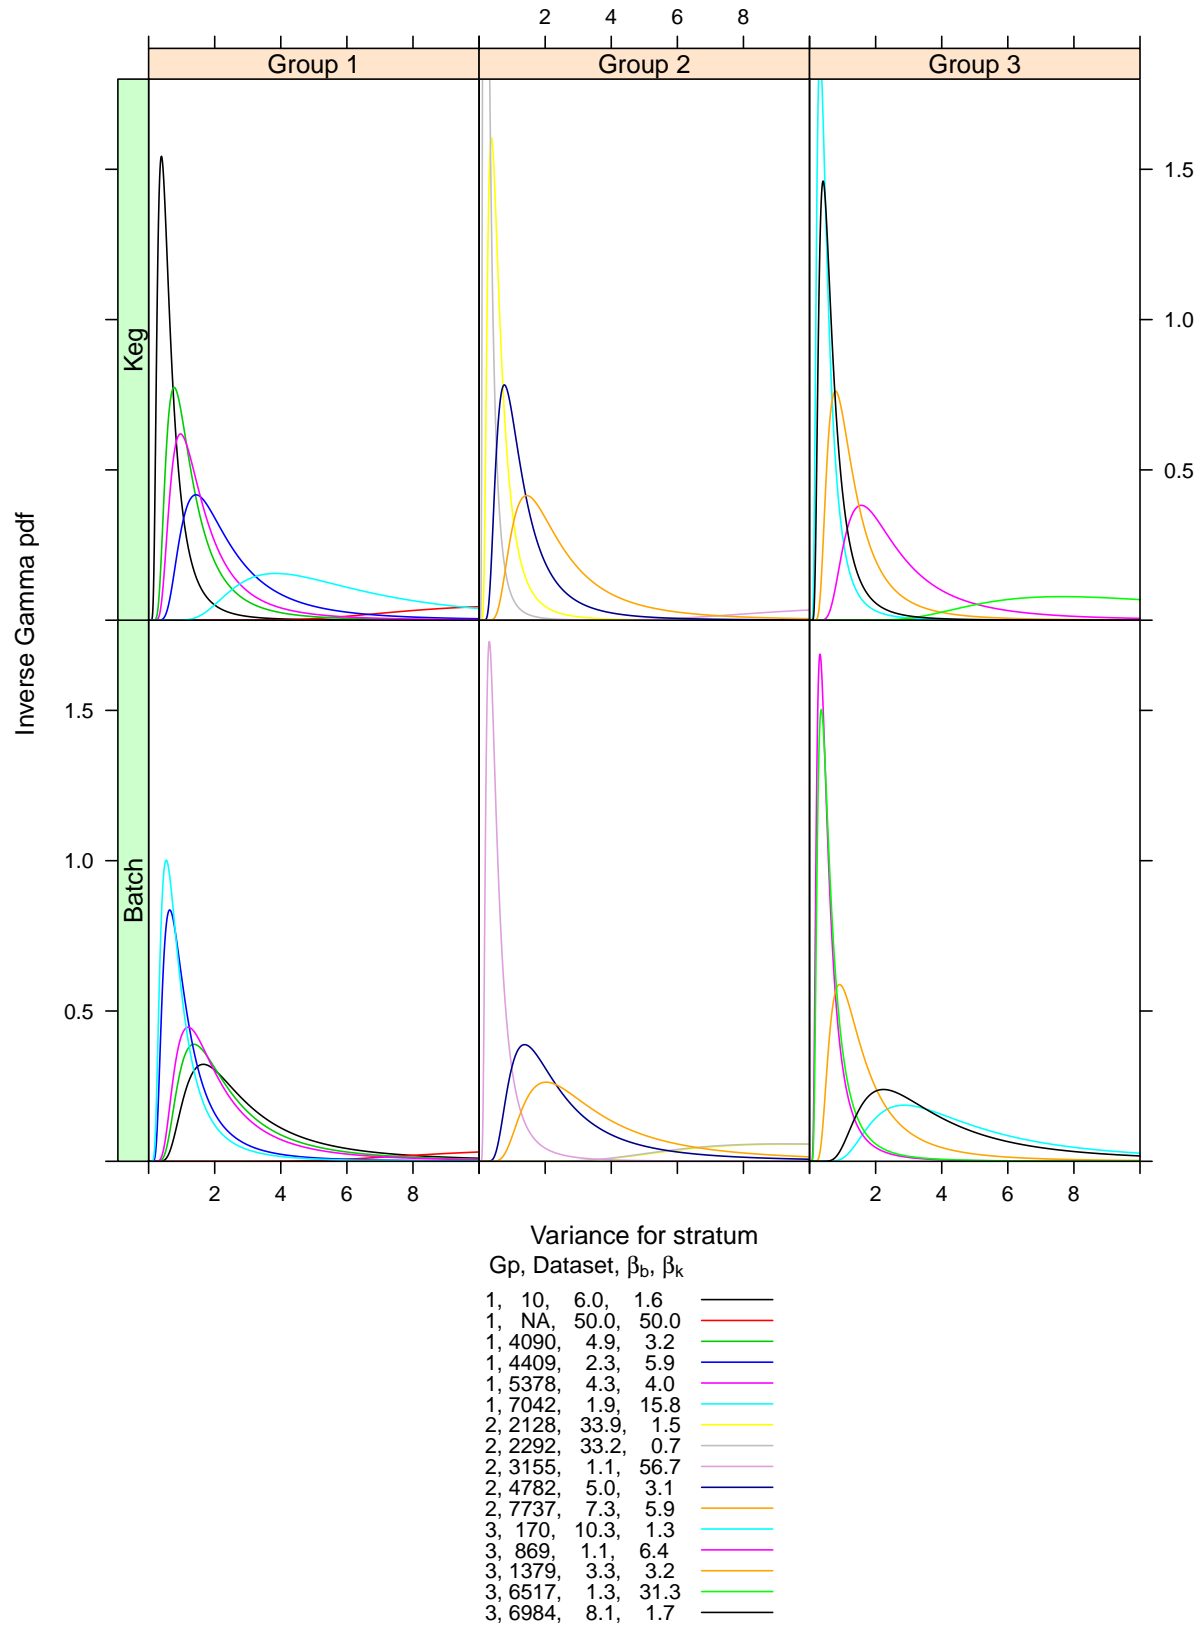 2 4 6 8
Group 1 Group 2 Group 3
Keg
1.5
1.0
0.5
Inverse Gamma pdf
Batch
1.5
1.0
0.5
2 4 6 8 2 4 6 8
Variance for stratum
Gp, Dataset, βb, βk
1, 10, 6.0, 1.6
1, NA, 50.0, 50.0
1, 4090, 4.9, 3.2
1, 4409, 2.3, 5.9
1, 5378, 4.3, 4.0
1, 7042, 1.9, 15.8
2, 2128, 33.9, 1.5
2, 2292, 33.2, 0.7
2, 3155, 1.1, 56.7
2, 4782, 5.0, 3.1
2, 7737, 7.3, 5.9
3, 170, 10.3, 1.3
3, 869, 1.1, 6.4
3, 1379, 3.3, 3.2
3, 6517, 1.3, 31.3
3, 6984, 8.1, 1.7